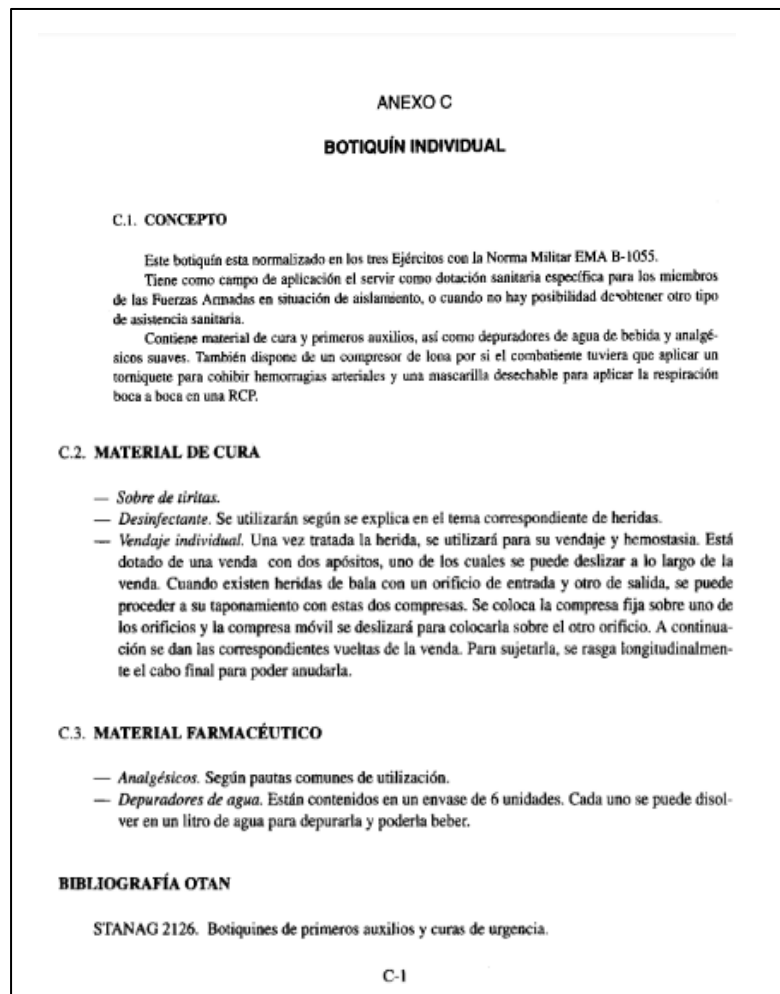 ANEXO C
BOTIQUÍN INDIVIDUAL
C.1. CONCEPTO
Este botiquín esta normalizado en los tres Ejércitos con la Norma Militar EMA B-1055.
Tiene como campo de aplicación el servir como dotación sanitaria específica para los miembros
de las Fuerzas Armadas en situación de aislamiento, o cuando no hay posibilidad de obtener otro tipo
de asistencia sanitaria.
Contiene material de cura y primeros auxilios, así como depuradores de agua de bebida y analgé-
sicos suaves. También dispone de un compresor de lona por si el combatiente tuviera que aplicar un
torniquete para cohibir hemorragias arteriales y una mascarilla desechable para aplicar la respiración
boca a boca en una RCP.
C.2. MATERIAL DE CURA
— Sobre de tiritas.
— Desinfectante. Se utilizarán según se explica en el tema correspondiente de heridas.
— Vendaje individual. Una vez tratada la herida, se utilizará para su vendaje y hemostasia. Está
dotado de una venda con dos apósitos, uno de los cuales se puede deslizar a lo largo de la
venda. Cuando existen heridas de bala con un orificio de entrada y otro de salida, se puede
proceder a su taponamiento con estas dos compresas. Se coloca la compresa fija sobre uno de
los orificios y la compresa móvil se deslizará para colocarla sobre el otro orificio. A continua-
ción se dan las correspondientes vueltas de la venda. Para sujetarla, se rasga longitudinalmen-
te el cabo final para poder anudarla.
C.3. MATERIAL FARMACÉUTICO
— Analgésicos. Según pautas comunes de utilización.
— Depuradores de agua. Están contenidos en un envase de 6 unidades. Cada uno se puede disol-
ver en un litro de agua para depurarla y poderla beber.
BIBLIOGRAFÍA OTAN
STANAG 2126. Botiquines de primeros auxilios y curas de urgencia.
C-1